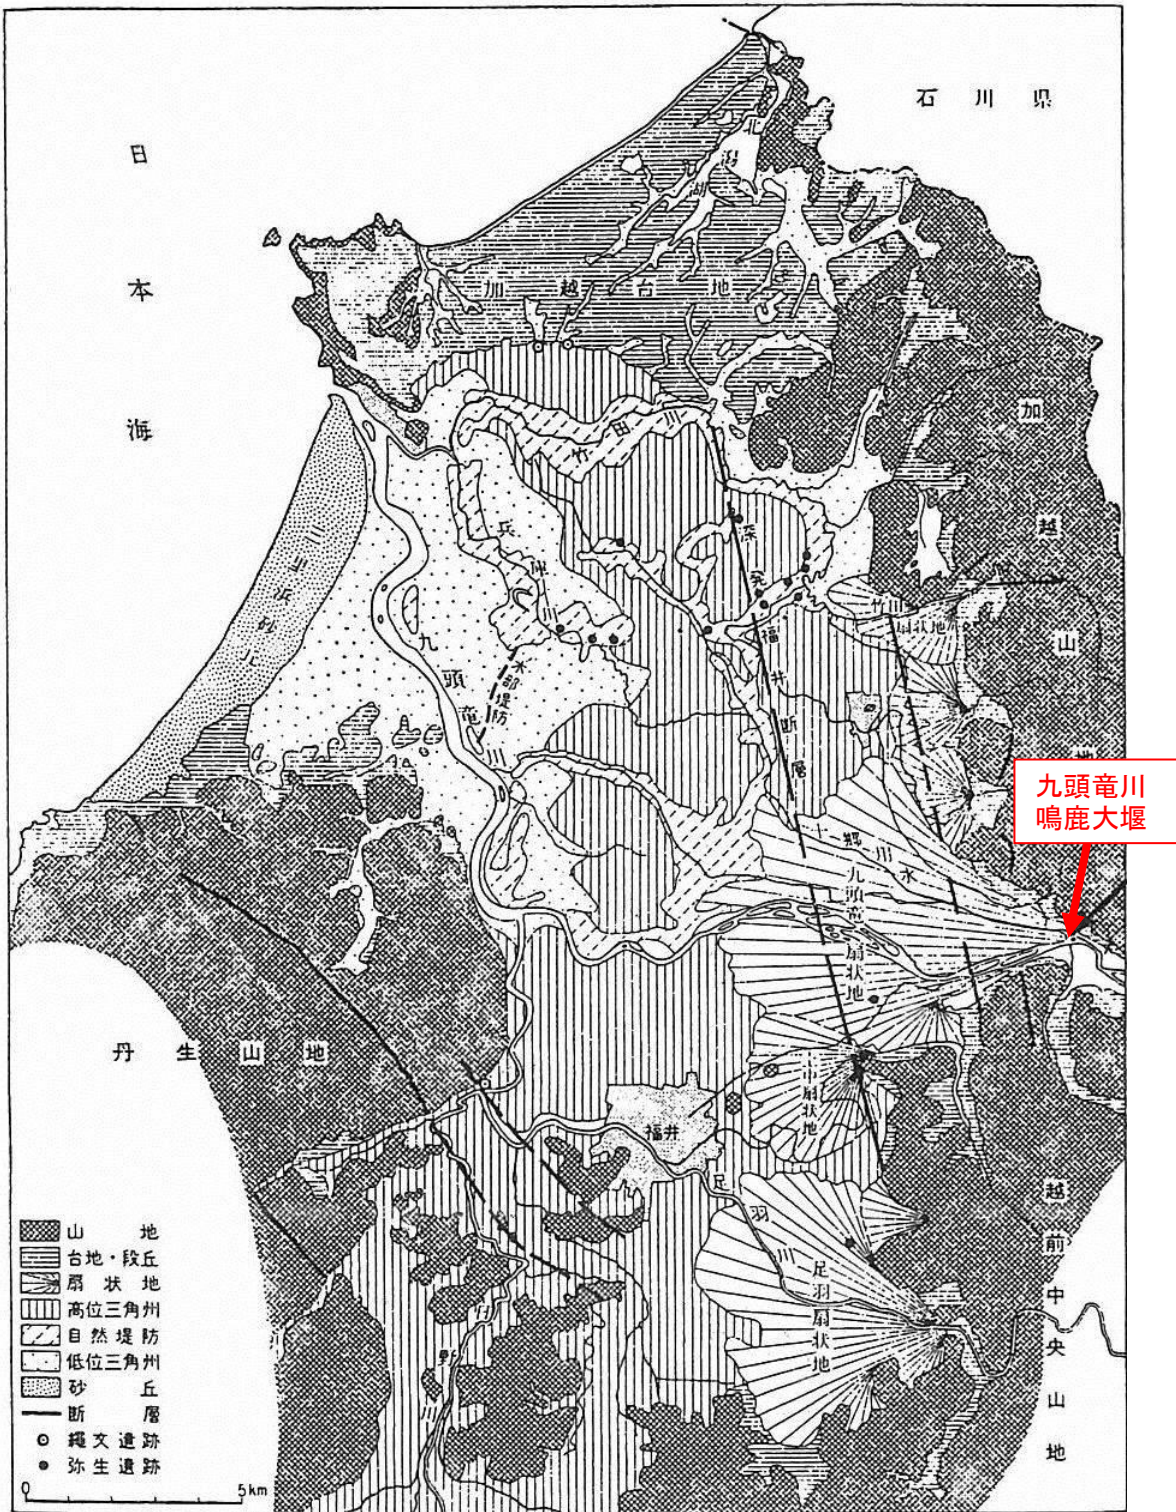 石川県
日本海
北潟湖
加越台地
竹田川
加越山地
兵庫川
三里浜砂丘
九頭竜川
木部堤防
福井断層
竹田川扇状地
九頭竜川
鳴鹿大堰
十郷用水
九頭竜川扇状地
丹生山地
福井
足羽川
足羽扇状地
日野川
越前中央山地
山地
台地・段丘
扇状地
高位三角州
自然堤防
低位三角州
砂丘
断層
縄文遺跡
弥生遺跡
0 5km